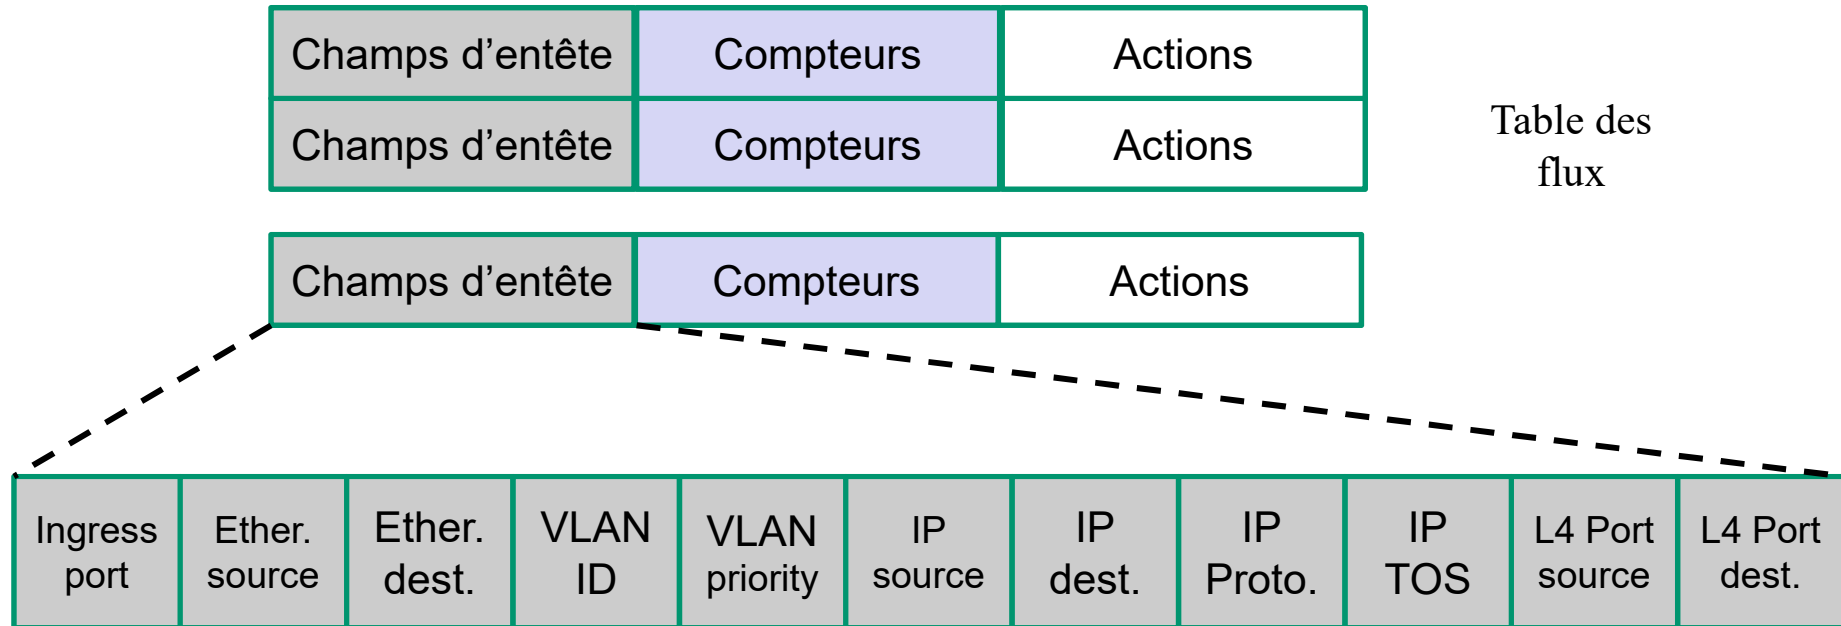 Champs d’entête Compteurs Actions
Champs d’entête Compteurs Actions
Table des
flux
Champs d’entête Compteurs Actions
Ingress Ether. Ether. VLAN VLAN IP IP IP IP L4 Port L4 Port
port source dest. ID priority source dest. Proto. TOS source dest.